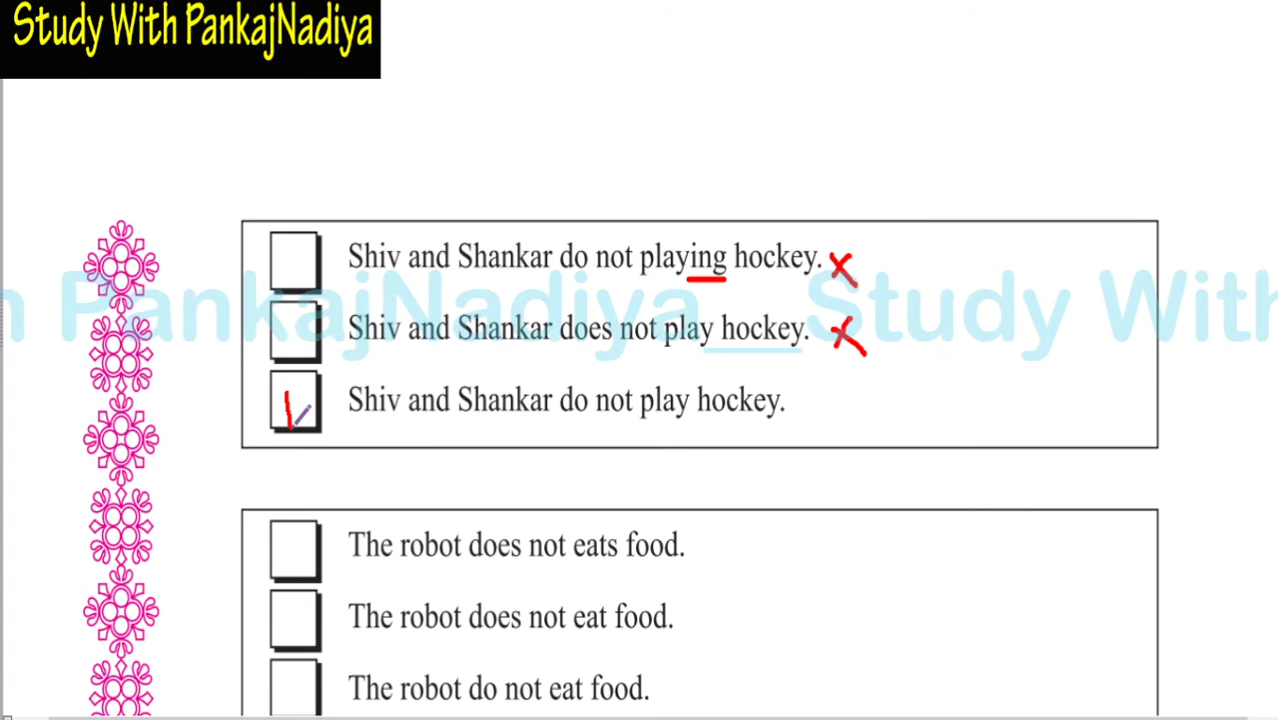 Study With PankajNadiya
Shiv and Shankar do not playing hockey.
h PankajNadiya__Study With
Shiv and Shankar does not play hockey.
Shiv and Shankar do not play hockey.
The robot does not eats food.
The robot does not eat food.
The robot do not eat food.